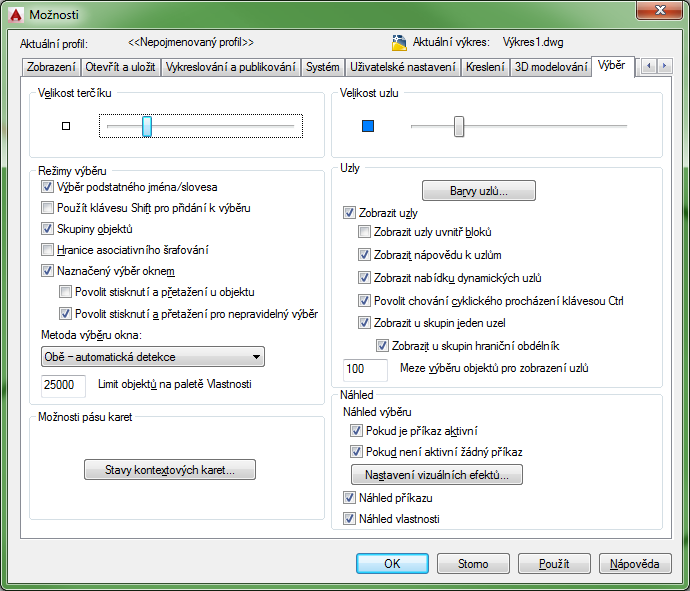 Možnosti
Aktuální profil: <<Nepojmenovaný profil>> Aktuální výkres: Výkres1.dwg
Zobrazení Otevřít a uložit Vykreslování a publikování Systém Uživatelské nastavení Kreslení 3D modelování Výběr
Velikost terčíku
Velikost uzlu
Režimy výběru
Výběr podstatného jména/slovesa
Použít klávesu Shift pro přidání k výběru
Skupiny objektů
Hranice asociativního šrafování
Naznačený výběr oknem
Povolit stisknutí a přetažení u objektu
Povolit stisknutí a přetažení pro nepravidelný výběr
Metoda výběru okna:
Obě – automatická detekce
25000 Limit objektů na paletě Vlastnosti
Možnosti pásu karet
Stavy kontextových karet...
Uzly
Barvy uzlů...
Zobrazit uzly
Zobrazit uzly uvnitř bloků
Zobrazit nápovědu k uzlům
Zobrazit nabídku dynamických uzlů
Povolit chování cyklického procházení klávesou Ctrl
Zobrazit u skupin jeden uzel
Zobrazit u skupin hraniční obdélník
100 Meze výběru objektů pro zobrazení uzlů
Náhled
Náhled výběru
Pokud je příkaz aktivní
Pokud není aktivní žádný příkaz
Nastavení vizuálních efektů...
Náhled příkazu
Náhled vlastnosti
OK Storno Použít Nápověda